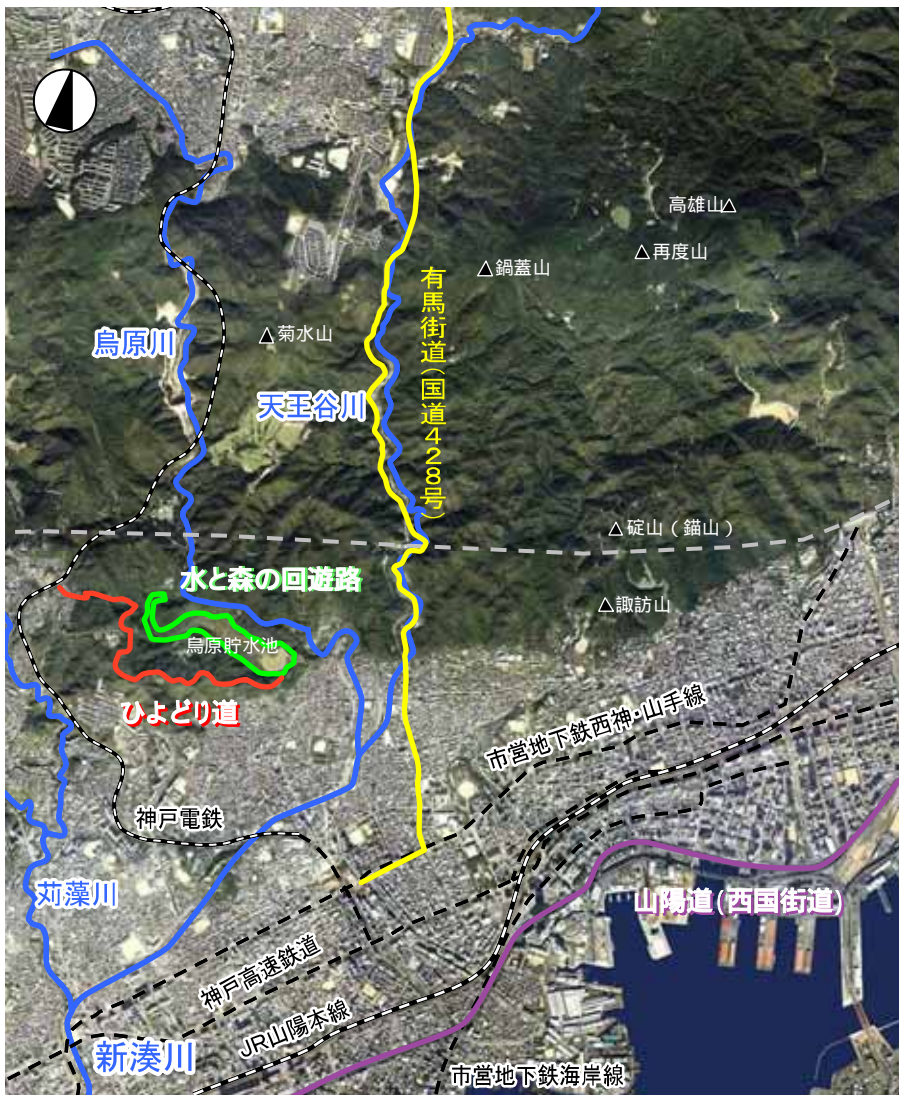 高雄山
再度山
鍋蓋山
有馬街道(国道428号)
菊水山
烏原川
天王谷川
碇山(錨山)
水と森の回遊路
諏訪山
烏原貯水池
ひよどり道
市営地下鉄西神・山手線
神戸電鉄
苅藻川
山陽道(西国街道)
神戸高速鉄道
JR山陽本線
新湊川
市営地下鉄海岸線